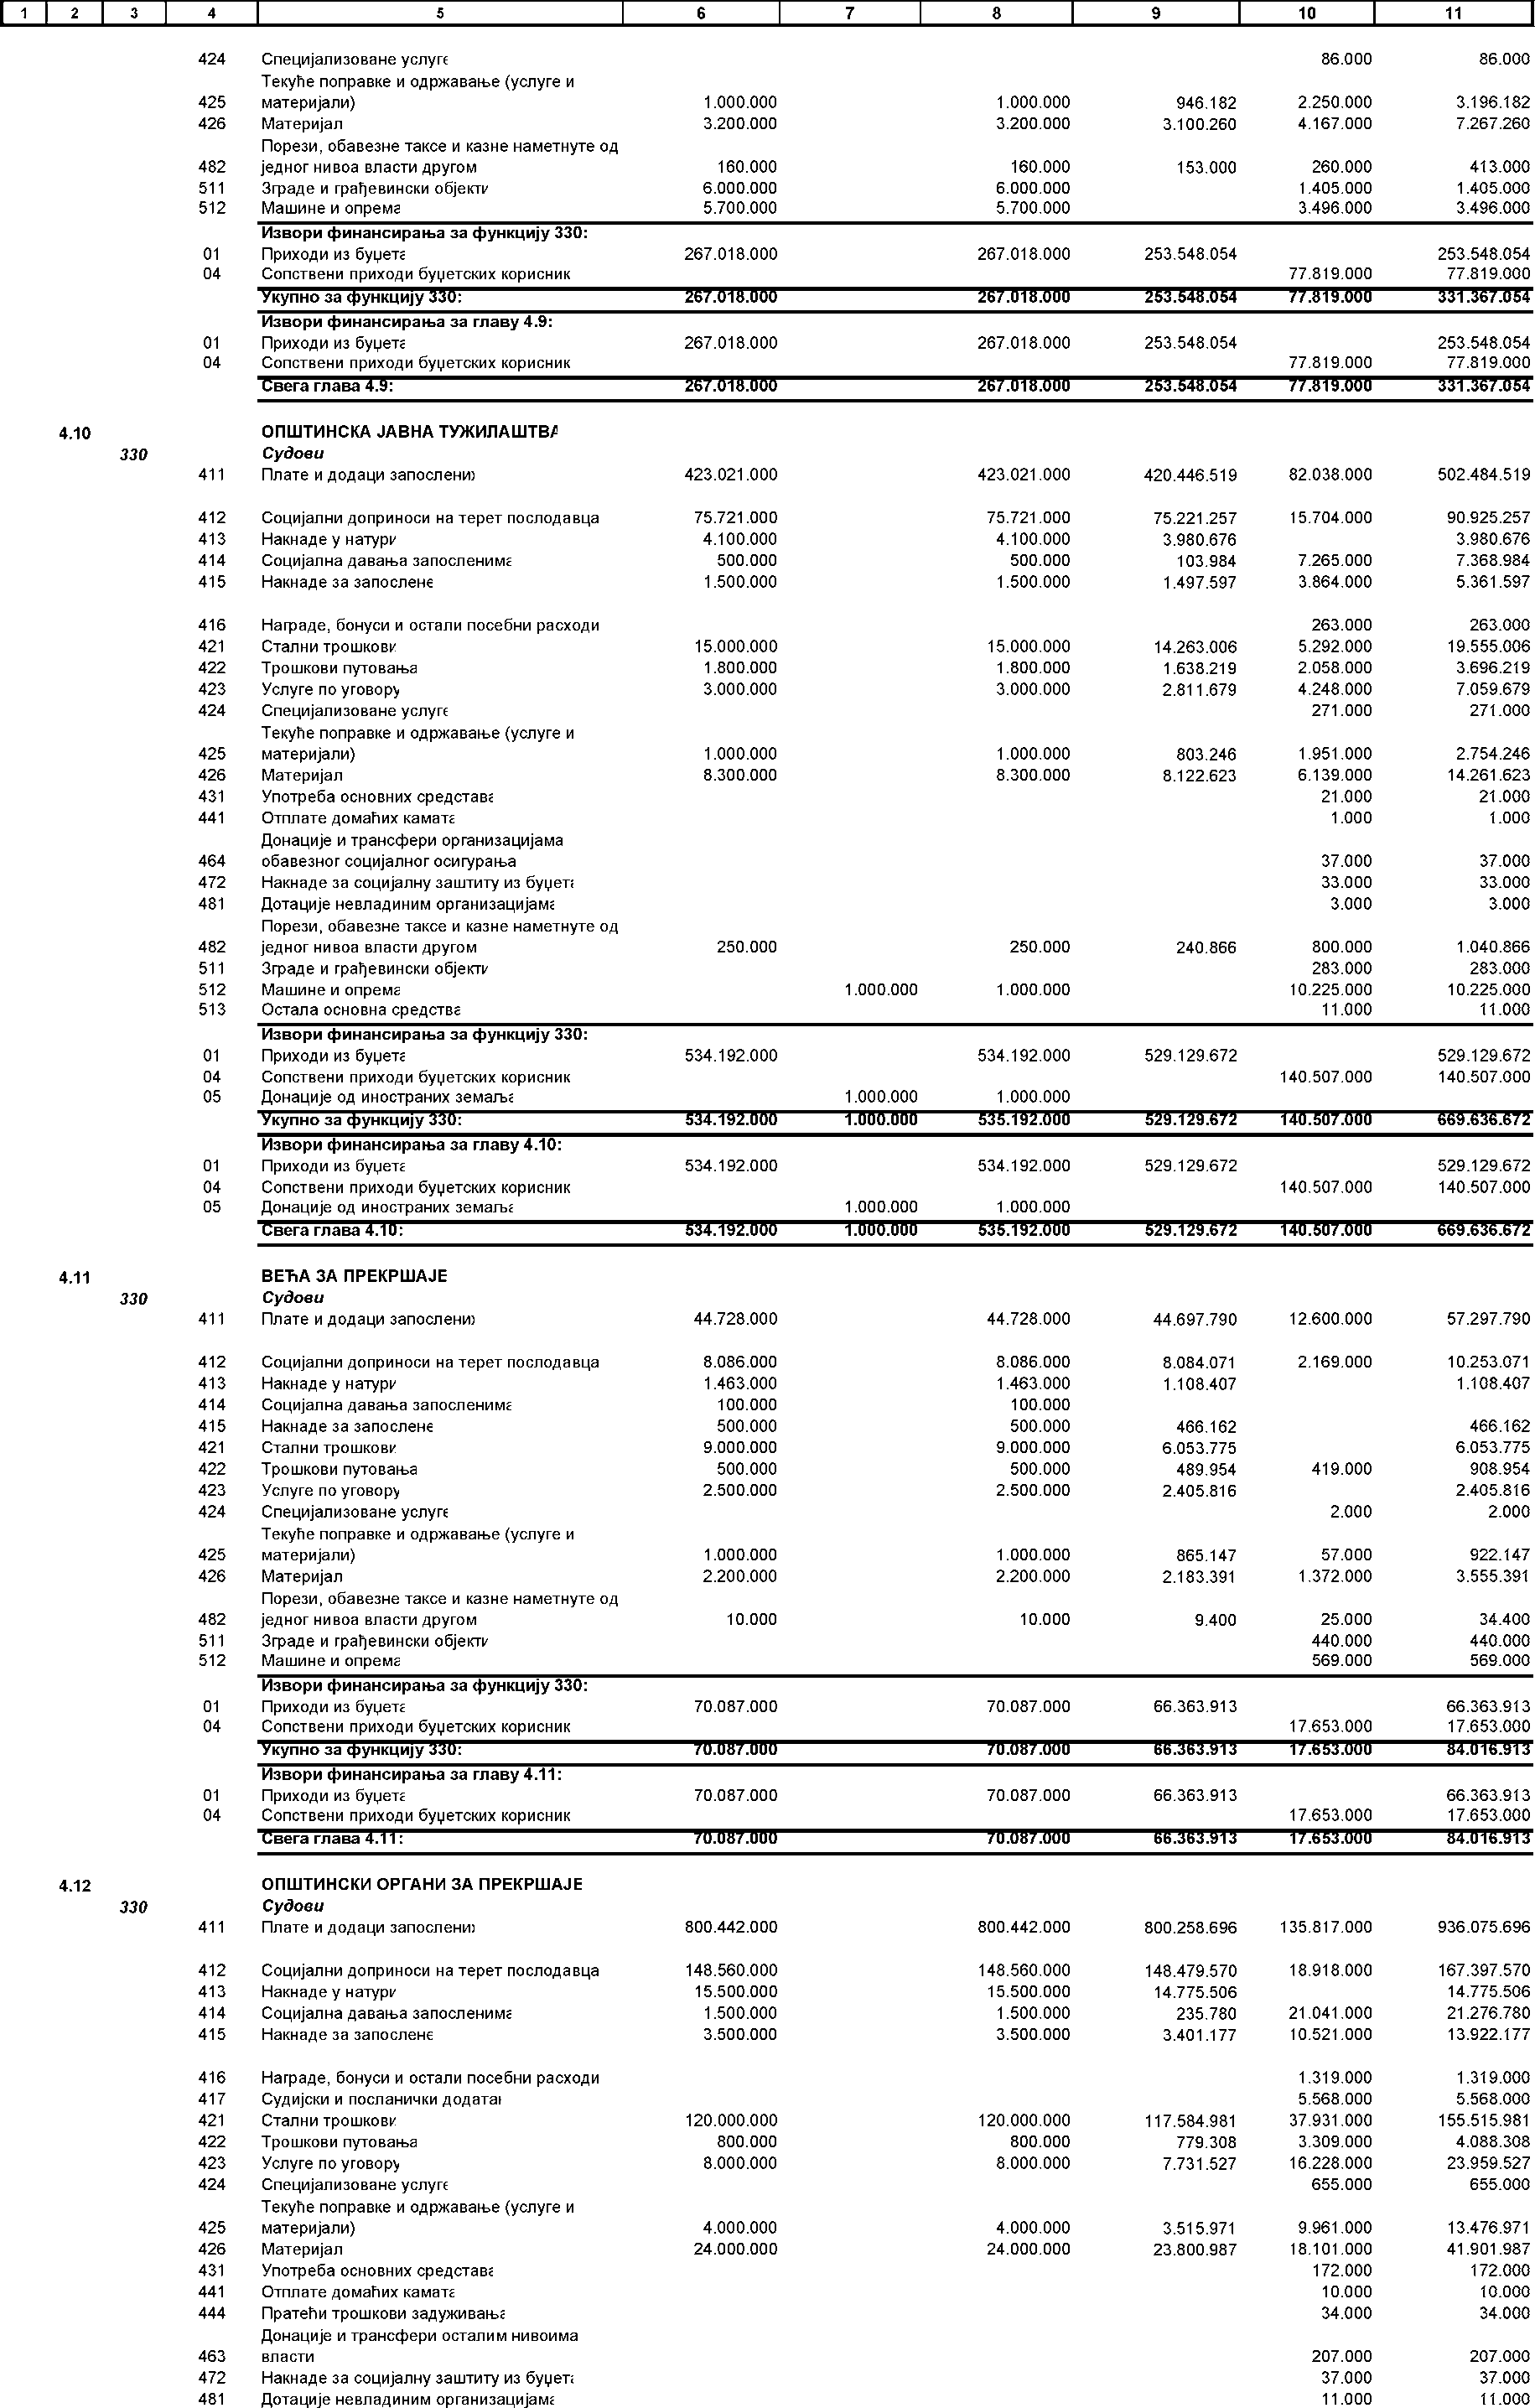 1 2 3 4 5 6 7 8 9 10 11
424 Специјализоване услуге 86.000 86.000
Текуће поправке и одржавање (услуге и
425 материјали) 1.000.000 1.000.000 946.182 2.250.000 3.196.182
426 Материјал 3.200.000 3.200.000 3.100.260 4.167.000 7.267.260
Порези, обавезне таксе и казне наметнуте од
482 једног нивоа власти другом 160.000 160.000 153.000 260.000 413.000
511 Зграде и грађевински објекти 6.000.000 6.000.000 1.405.000 1.405.000
512 Машине и опрема 5.700.000 5.700.000 3.496.000 3.496.000
Извори финансирања за функцију 330:
01 Приходи из буџета 267.018.000 267.018.000 253.548.054 253.548.054
04 Сопствени приходи буџетских корисник 77.819.000 77.819.000
Укупно за функцију 330: 267.018.000 267.018.000 253.548.054 77.819.000 331.367.054
Извори финансирања за главу 4.9:
01 Приходи из буџета 267.018.000 267.018.000 253.548.054 253.548.054
04 Сопствени приходи буџетских корисник 77.819.000 77.819.000
Свега глава 4.9: 267.018.000 267.018.000 253.548.054 77.819.000 331.367.054
4.10 ОПШТИНСКА ЈАВНА ТУЖИЛАШТВА
330 Судови
411 Плате и додаци запослених 423.021.000 423.021.000 420.446.519 82.038.000 502.484.519
412 Социјални доприноси на терет послодавца 75.721.000 75.721.000 75.221.257 15.704.000 90.925.257
413 Накнаде у натури 4.100.000 4.100.000 3.980.676 3.980.676
414 Социјална давања запосленима 500.000 500.000 103.984 7.265.000 7.368.984
415 Накнаде за запослене 1.500.000 1.500.000 1.497.597 3.864.000 5.361.597
416 Награде, бонуси и остали посебни расходи 263.000 263.000
421 Стални трошкови 15.000.000 15.000.000 14.263.006 5.292.000 19.555.006
422 Трошкови путовања 1.800.000 1.800.000 1.638.219 2.058.000 3.696.219
423 Услуге по уговору 3.000.000 3.000.000 2.811.679 4.248.000 7.059.679
424 Специјализоване услуге 271.000 271.000
Текуће поправке и одржавање (услуге и
425 материјали) 1.000.000 1.000.000 803.246 1.951.000 2.754.246
426 Материјал 8.300.000 8.300.000 8.122.623 6.139.000 14.261.623
431 Употреба основних средстава 21.000 21.000
441 Отплате домаћих камата 1.000 1.000
Донације и трансфери организацијама
464 обавезног социјалног осигурања 37.000 37.000
472 Накнаде за социјалну заштиту из буџета 33.000 33.000
481 Дотације невладиним организацијама 3.000 3.000
Порези, обавезне таксе и казне наметнуте од
482 једног нивоа власти другом 250.000 250.000 240.866 800.000 1.040.866
511 Зграде и грађевински објекти 283.000 283.000
512 Машине и опрема 1.000.000 1.000.000 10.225.000 10.225.000
513 Остала основна средства 11.000 11.000
Извори финансирања за функцију 330:
01 Приходи из буџета 534.192.000 534.192.000 529.129.672 529.129.672
04 Сопствени приходи буџетских корисник 140.507.000 140.507.000
05 Донације од иностраних земаља 1.000.000 1.000.000
Укупно за функцију 330: 534.192.000 1.000.000 535.192.000 529.129.672 140.507.000 669.636.672
Извори финансирања за главу 4.10:
01 Приходи из буџета 534.192.000 534.192.000 529.129.672 529.129.672
04 Сопствени приходи буџетских корисник 140.507.000 140.507.000
05 Донације од иностраних земаља 1.000.000 1.000.000
Свега глава 4.10: 534.192.000 1.000.000 535.192.000 529.129.672 140.507.000 669.636.672
4.11 ВЕЋА ЗА ПРЕКРШАЈЕ
330 Судови
411 Плате и додаци запослених 44.728.000 44.728.000 44.697.790 12.600.000 57.297.790
412 Социјални доприноси на терет послодавца 8.086.000 8.086.000 8.084.071 2.169.000 10.253.071
413 Накнаде у натури 1.463.000 1.463.000 1.108.407 1.108.407
414 Социјална давања запосленима 100.000 100.000
415 Накнаде за запослене 500.000 500.000 466.162 466.162
421 Стални трошкови 9.000.000 9.000.000 6.053.775 6.053.775
422 Трошкови путовања 500.000 500.000 489.954 419.000 908.954
423 Услуге по уговору 2.500.000 2.500.000 2.405.816 2.405.816
424 Специјализоване услуге 2.000 2.000
Текуће поправке и одржавање (услуге и
425 материјали) 1.000.000 1.000.000 865.147 57.000 922.147
426 Материјал 2.200.000 2.200.000 2.183.391 1.372.000 3.555.391
Порези, обавезне таксе и казне наметнуте од
482 једног нивоа власти другом 10.000 10.000 9.400 25.000 34.400
511 Зграде и грађевински објекти 440.000 440.000
512 Машине и опрема 569.000 569.000
Извори финансирања за функцију 330:
01 Приходи из буџета 70.087.000 70.087.000 66.363.913 66.363.913
04 Сопствени приходи буџетских корисник 17.653.000 17.653.000
Укупно за функцију 330: 70.087.000 70.087.000 66.363.913 17.653.000 84.016.913
Извори финансирања за главу 4.11:
01 Приходи из буџета 70.087.000 70.087.000 66.363.913 66.363.913
04 Сопствени приходи буџетских корисник 17.653.000 17.653.000
Свега глава 4.11: 70.087.000 70.087.000 66.363.913 17.653.000 84.016.913
4.12 ОПШТИНСКИ ОРГАНИ ЗА ПРЕКРШАЈЕ
330 Судови
411 Плате и додаци запослених 800.442.000 800.442.000 800.258.696 135.817.000 936.075.696
412 Социјални доприноси на терет послодавца 148.560.000 148.560.000 148.479.570 18.918.000 167.397.570
413 Накнаде у натури 15.500.000 15.500.000 14.775.506 14.775.506
414 Социјална давања запосленима 1.500.000 1.500.000 235.780 21.041.000 21.276.780
415 Накнаде за запослене 3.500.000 3.500.000 3.401.177 10.521.000 13.922.177
416 Награде, бонуси и остали посебни расходи 1.319.000 1.319.000
417 Судијски и посланички додатак 5.568.000 5.568.000
421 Стални трошкови 120.000.000 120.000.000 117.584.981 37.931.000 155.515.981
422 Трошкови путовања 800.000 800.000 779.308 3.309.000 4.088.308
423 Услуге по уговору 8.000.000 8.000.000 7.731.527 16.228.000 23.959.527
424 Специјализоване услуге 655.000 655.000
Текуће поправке и одржавање (услуге и
425 материјали) 4.000.000 4.000.000 3.515.971 9.961.000 13.476.971
426 Материјал 24.000.000 24.000.000 23.800.987 18.101.000 41.901.987
431 Употреба основних средстава 172.000 172.000
441 Отплате домаћих камата 10.000 10.000
444 Пратећи трошкови задуживања 34.000 34.000
Донације и трансфери осталим нивоима
463 власти 207.000 207.000
472 Накнаде за социјалну заштиту из буџета 37.000 37.000
481 Дотације невладиним организацијама 11.000 11.000